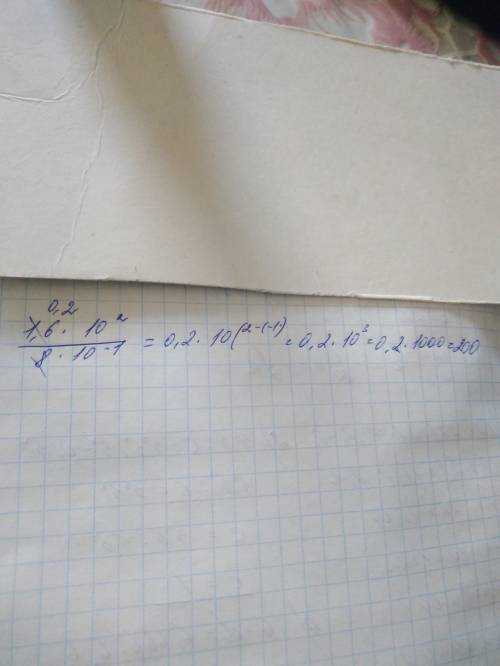 0,2
1,6 · 10²
8 · 10⁻¹ = 0,2 · 10⁽²⁻⁽⁻¹⁾ = 0,2 · 10³ = 0,2 · 1000 = 200